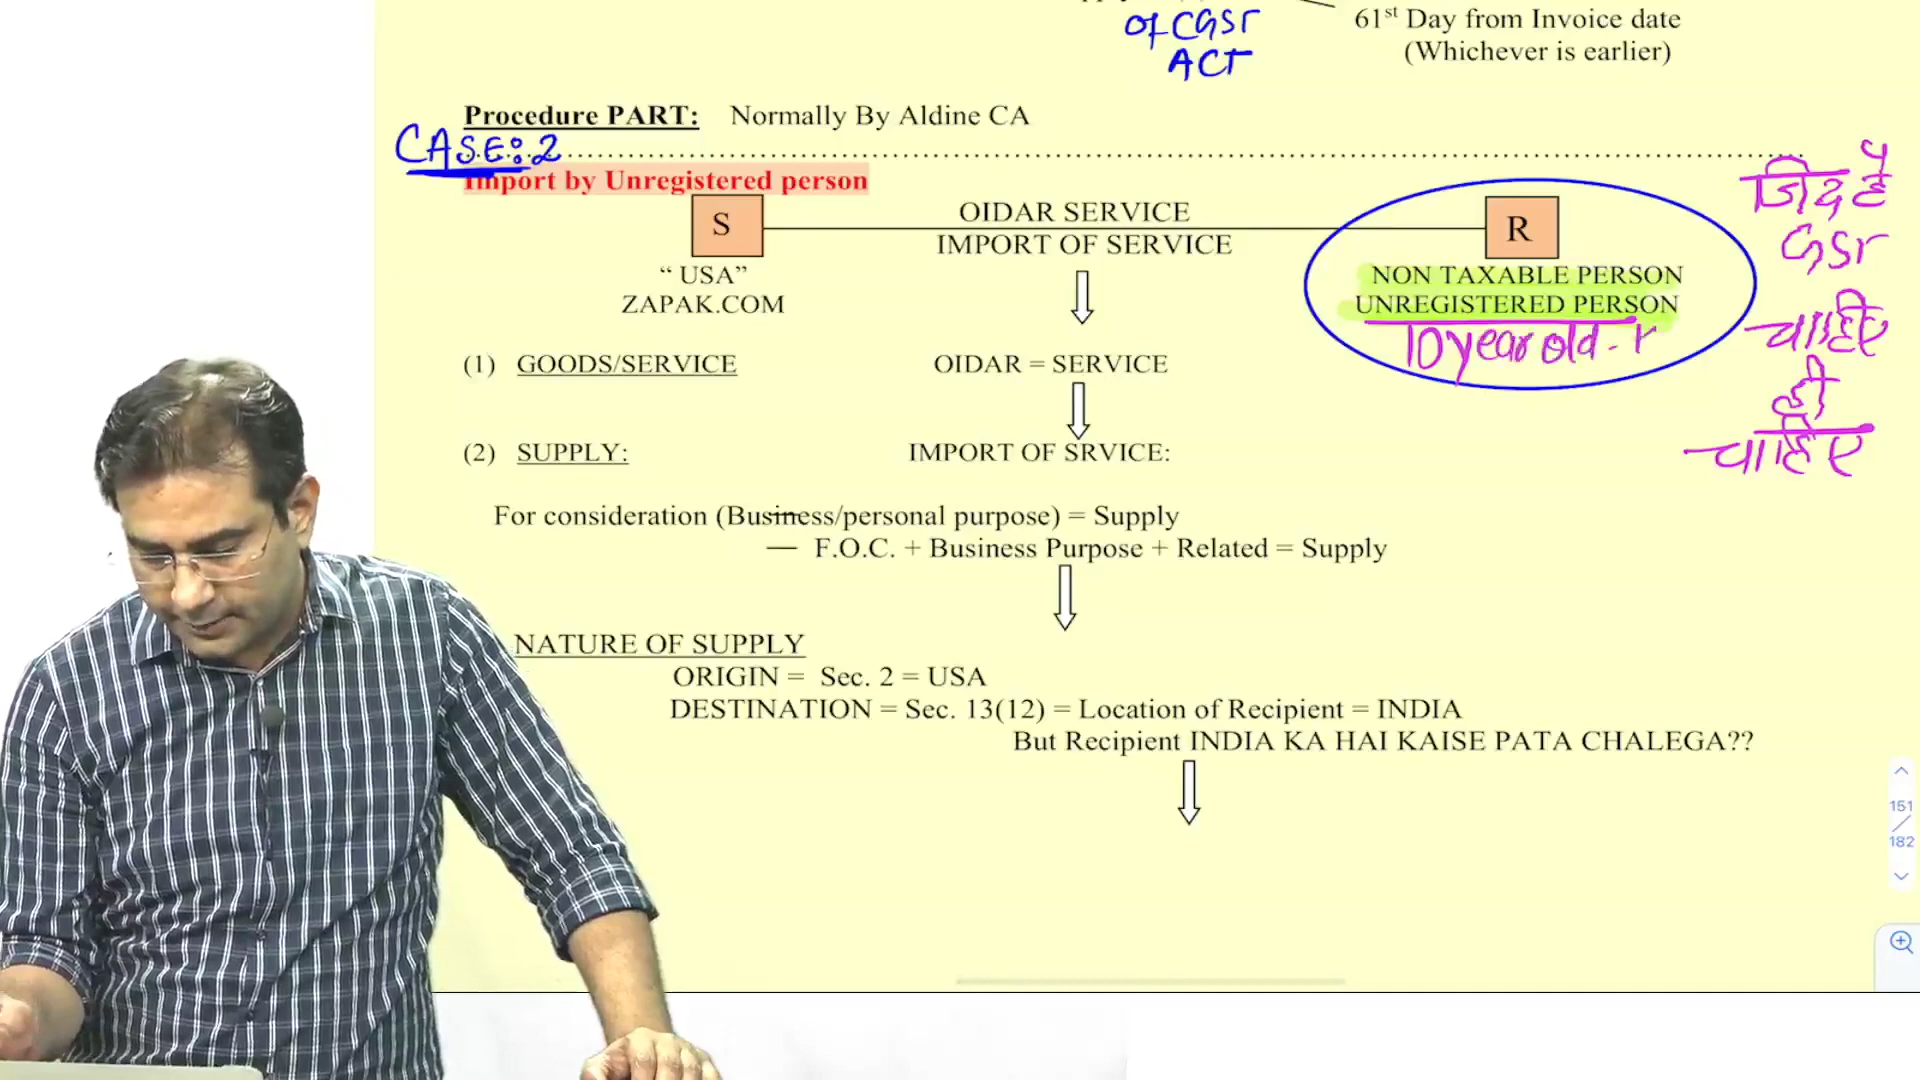 of CGST
ACT
61st Day from Invoice date
(Whichever is earlier)
Procedure PART: Normally By Aldine CA
CASE: 2
Import by Unregistered person
S
OIDAR SERVICE
IMPORT OF SERVICE
R
“ USA”
ZAPAK.COM
NON TAXABLE PERSON
UNREGISTERED PERSON
10 year old
जिद है
GST
चाहिए
ही
चाहिए
(1) GOODS/SERVICE OIDAR = SERVICE
(2) SUPPLY: IMPORT OF SRVICE:
For consideration (Business/personal purpose) = Supply
— F.O.C. + Business Purpose + Related = Supply
NATURE OF SUPPLY
ORIGIN = Sec. 2 = USA
DESTINATION = Sec. 13(12) = Location of Recipient = INDIA
But Recipient INDIA KA HAI KAISE PATA CHALEGA??
151
/
182